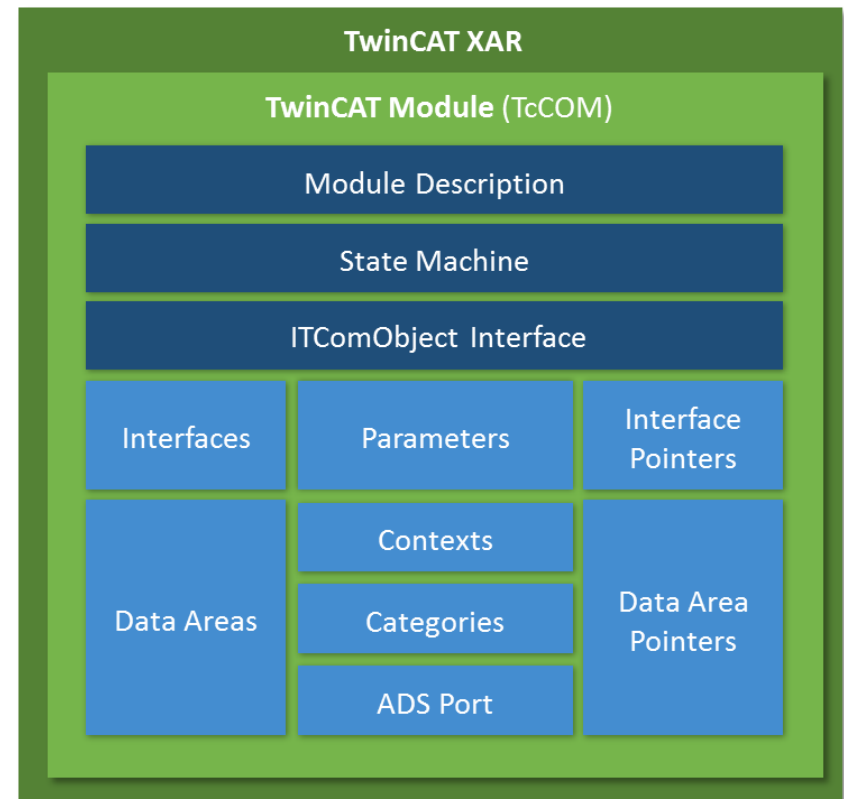 TwinCAT XAR
TwinCAT Module (TcCOM)
Module Description
State Machine
ITComObject Interface
Interfaces
Parameters
Interface
Pointers
Data Areas
Contexts
Categories
ADS Port
Data Area
Pointers